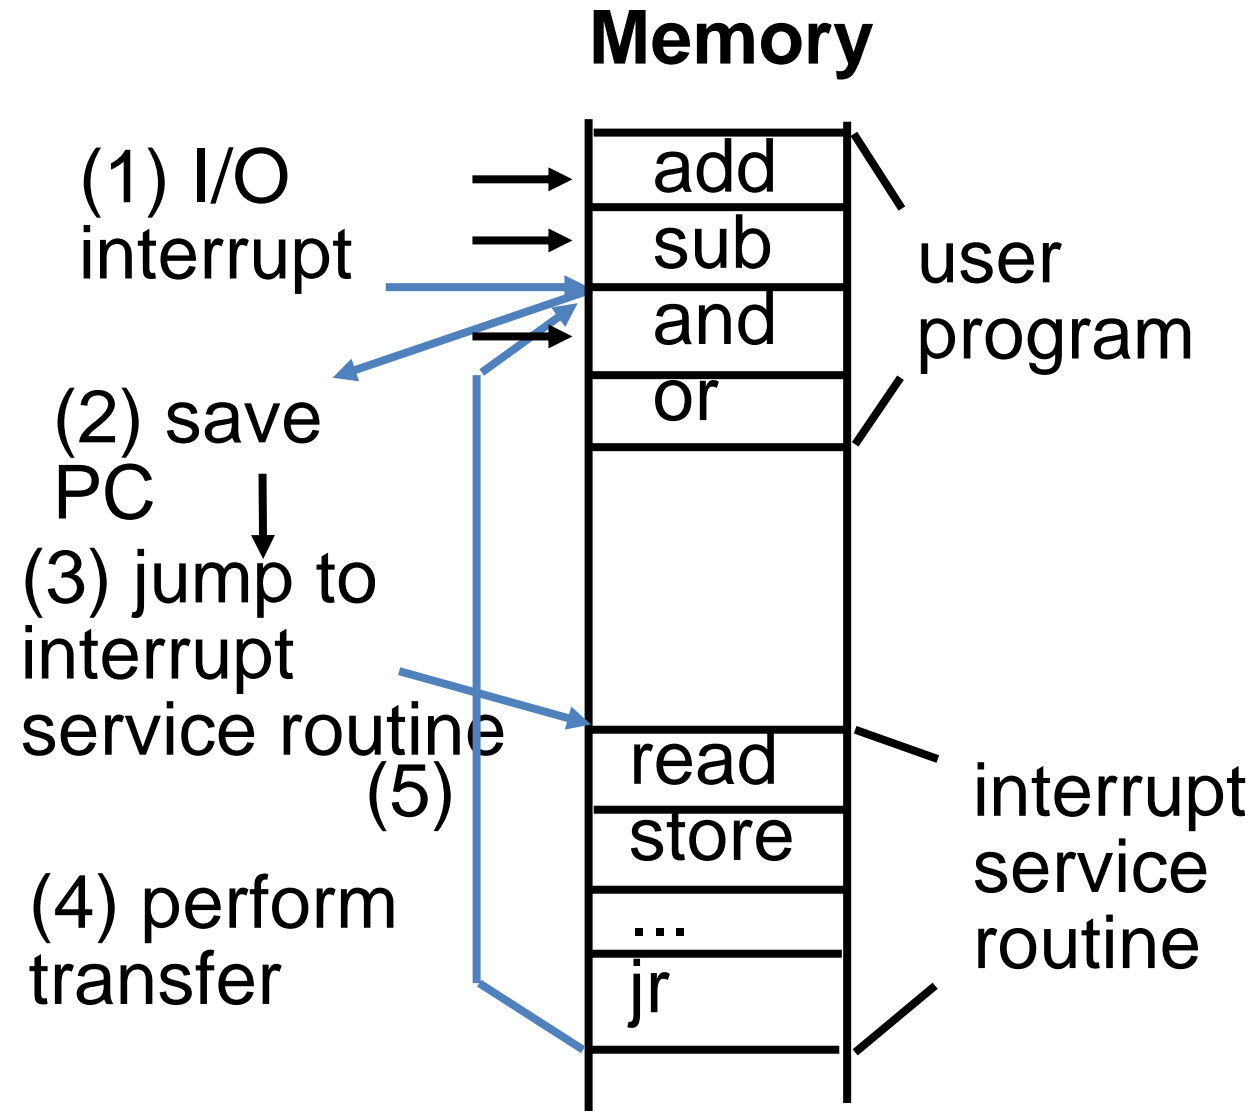 Memory
(1) I/O
interrupt
add
sub
and
or
user
program
(2) save
PC
(3) jump to
interrupt
service routine
(5)
(4) perform
transfer
read
store
...
jr
interrupt
service
routine